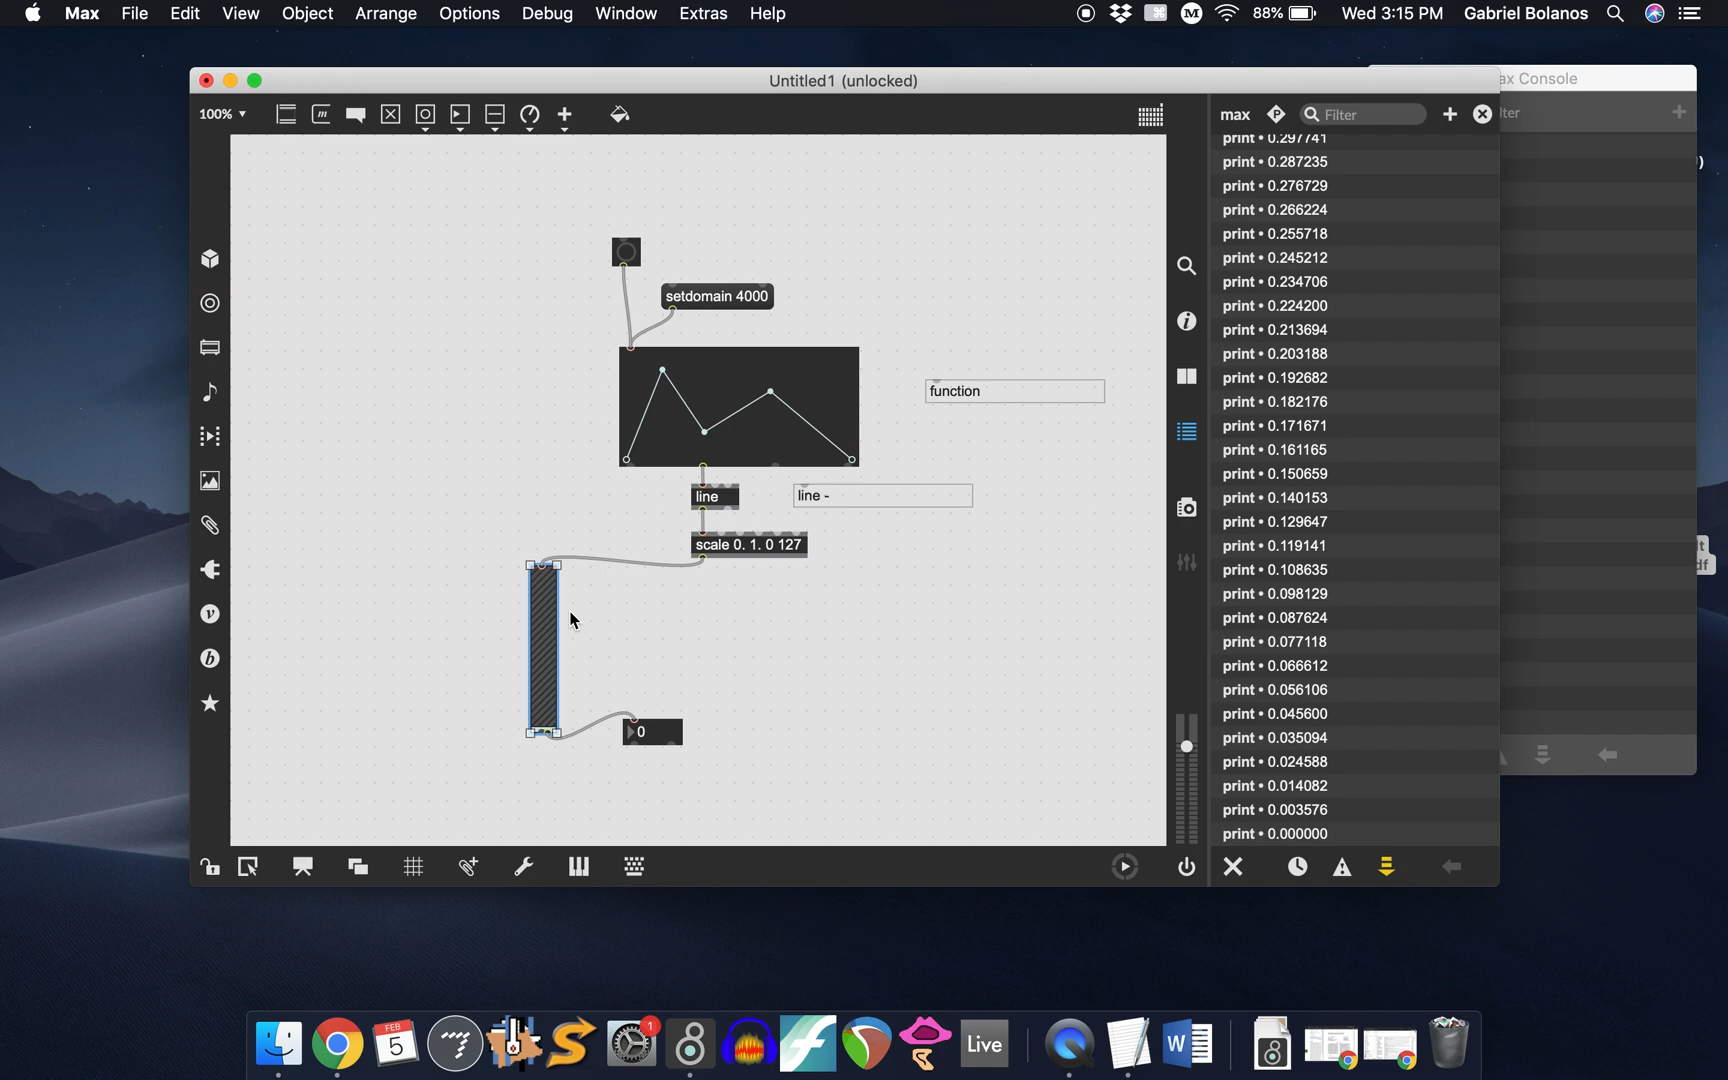 Max File Edit View Object Arrange Options Debug Window Extras Help
M 88% Wed 3:15 PM Gabriel Bolanos
Untitled1 (unlocked)
ax Console
100%
m
max
Filter
lter
setdomain 4000
function
line
line -
scale 0. 1. 0 127
0
v
b
i
print • 0.297741
print • 0.287235
print • 0.276729
print • 0.266224
print • 0.255718
print • 0.245212
print • 0.234706
print • 0.224200
print • 0.213694
print • 0.203188
print • 0.192682
print • 0.182176
print • 0.171671
print • 0.161165
print • 0.150659
print • 0.140153
print • 0.129647
print • 0.119141
print • 0.108635
print • 0.098129
print • 0.087624
print • 0.077118
print • 0.066612
print • 0.056106
print • 0.045600
print • 0.035094
print • 0.024588
print • 0.014082
print • 0.003576
print • 0.000000
it
df
FEB
5
1
8
Live
W
8